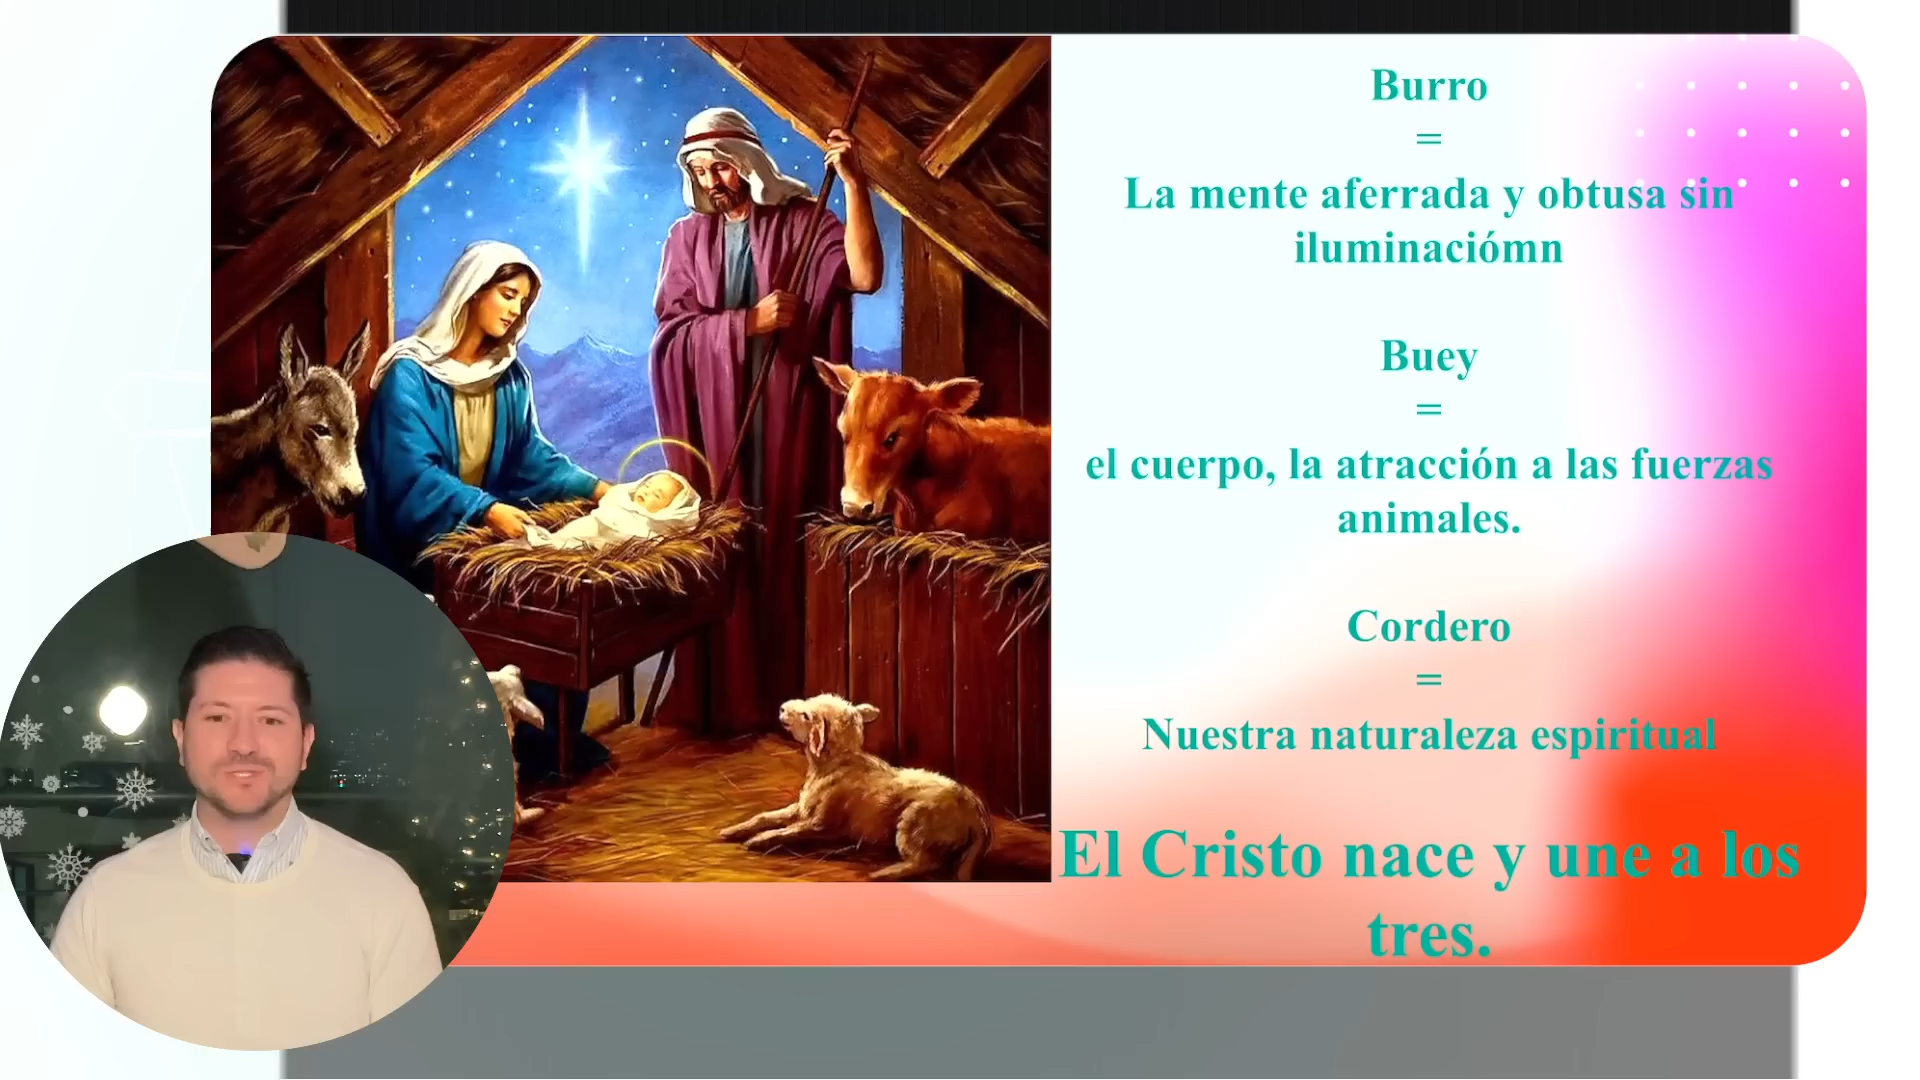 Burro
=
La mente aferrada y obtusa sin
iluminaciómn
Buey
=
el cuerpo, la atracción a las fuerzas
animales.
Cordero
=
Nuestra naturaleza espiritual
El Cristo nace y une a los
tres.